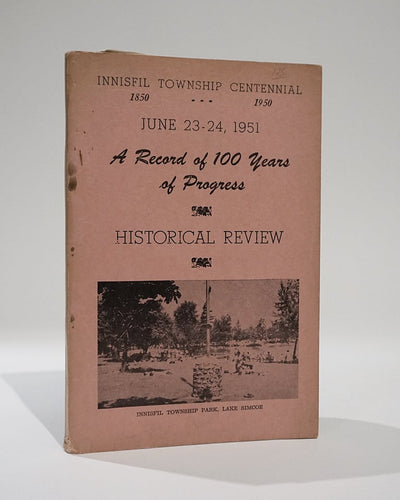 INNISFIL TOWNSHIP CENTENNIAL
1850 - - - 1950
JUNE 23-24, 1951
A Record of 100 Years
of Progress
HISTORICAL REVIEW
INNISFIL TOWNSHIP PARK, LAKE SIMCOE